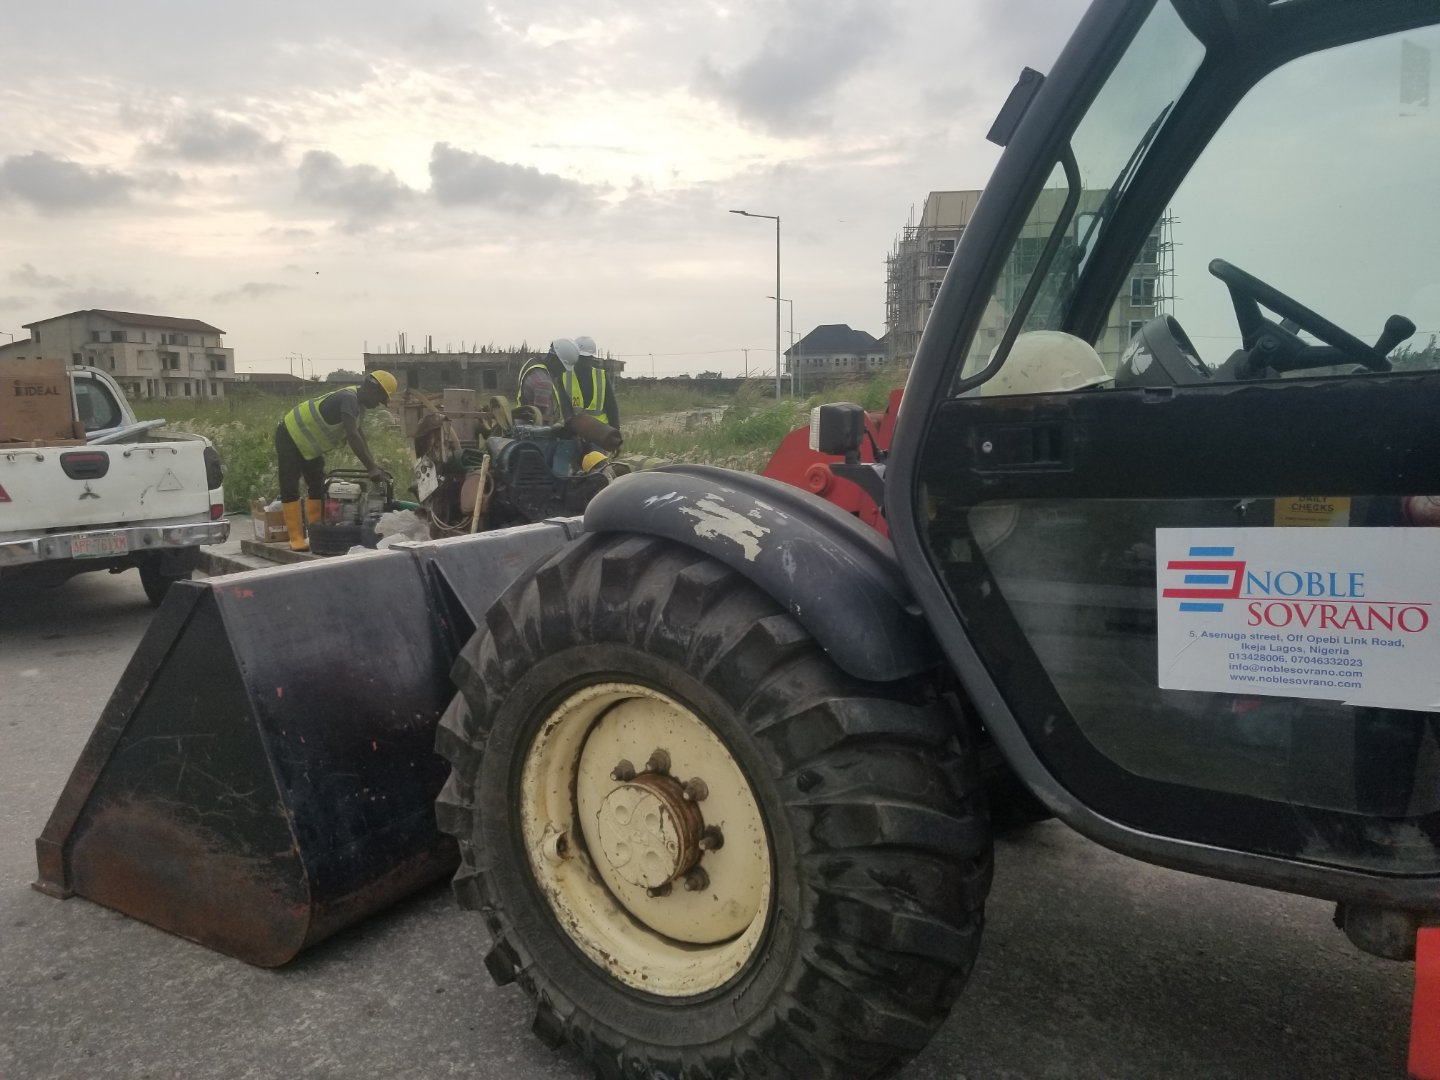 IDEAL
20
DAILY
CHECKS
NOBLE
SOVRANO
5, Asenuga street, Off Opebi Link Road,
Ikeja Lagos, Nigeria
013428006, 07046332023
info@noblesovrano.com
www.noblesovrano.com